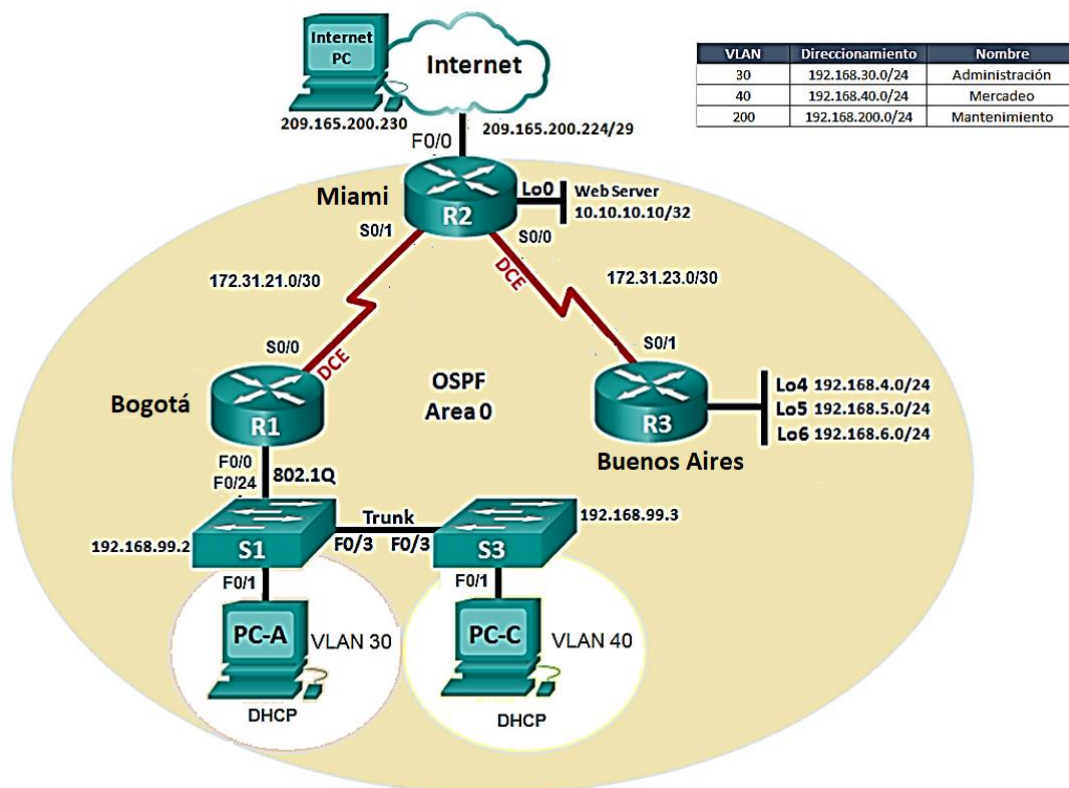 Internet PC
Internet
209.165.200.230
209.165.200.224/29
F0/0
VLAN Direccionamiento Nombre
30 192.168.30.0/24 Administración
40 192.168.40.0/24 Mercadeo
200 192.168.200.0/24 Mantenimiento
Miami
R2
Lo0
Web Server
10.10.10.10/32
S0/1
S0/0
DCE
172.31.21.0/30
172.31.23.0/30
S0/0
DCE
S0/1
OSPF
Area 0
Bogotá
R1
R3
Buenos Aires
Lo4 192.168.4.0/24
Lo5 192.168.5.0/24
Lo6 192.168.6.0/24
F0/0
F0/24
802.1Q
Trunk
192.168.99.2
S1
F0/3 F0/3
S3
192.168.99.3
F0/1
F0/1
PC-A
VLAN 30
PC-C
VLAN 40
DHCP
DHCP